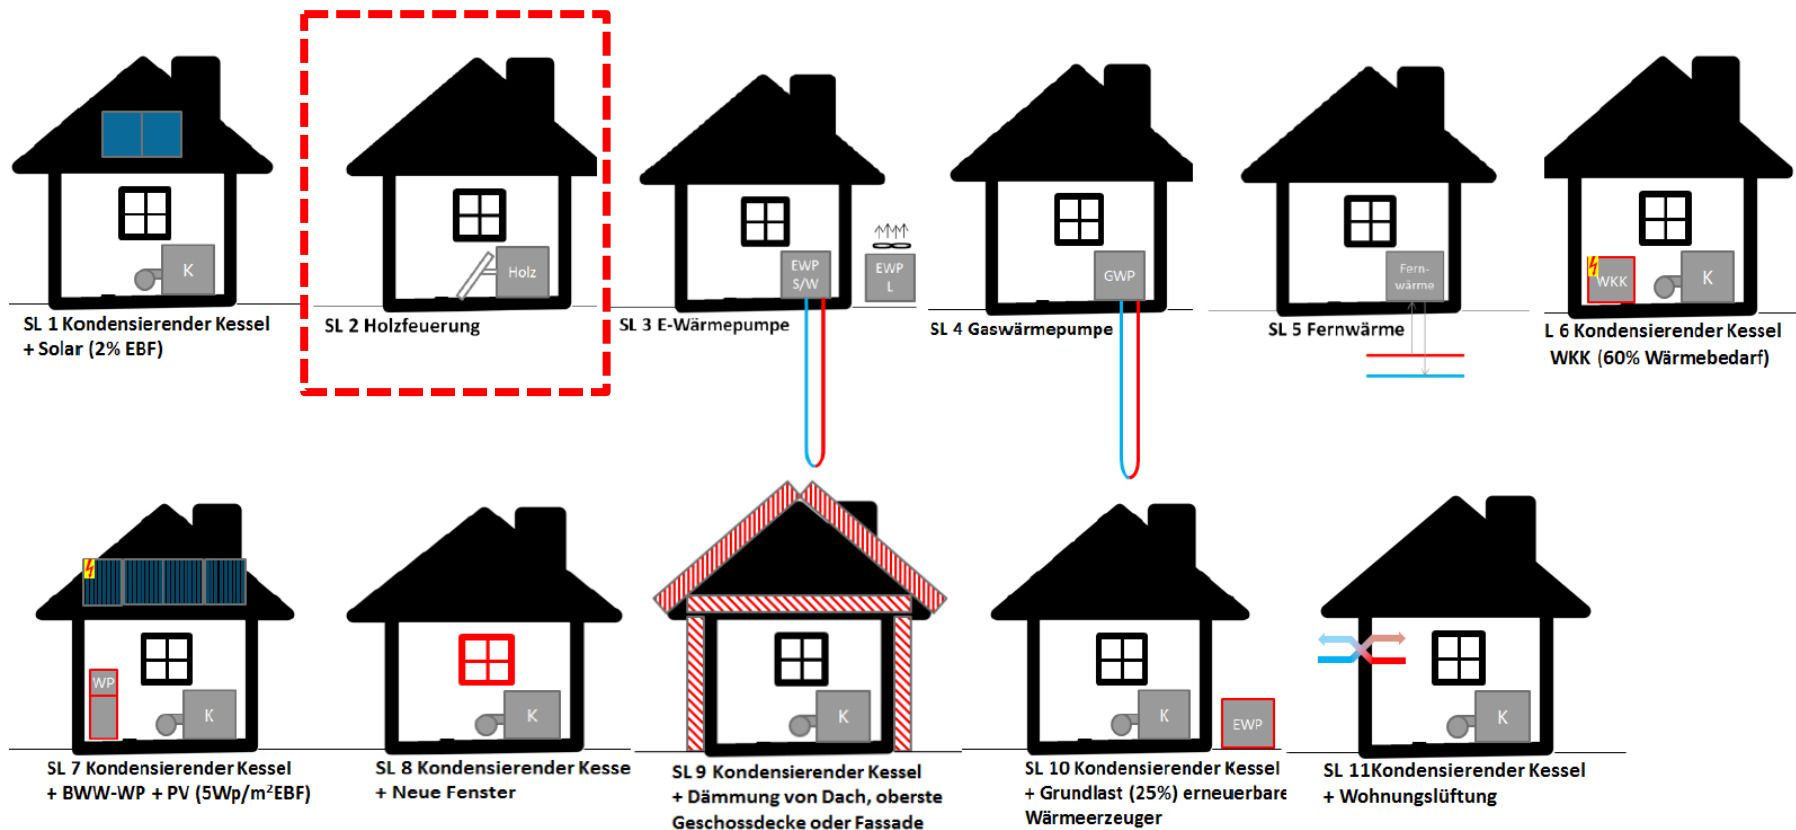 K
SL 1 Kondensierender Kessel
+ Solar (2% EBF)
Holz
SL 2 Holzfeuerung
EWP
S/W
EWP
L
SL 3 E-Wärmepumpe
GWP
SL 4 Gaswärmepumpe
Fern-
wärme
SL 5 Fernwärme
WKK
K
L 6 Kondensierender Kessel
WKK (60% Wärmebedarf)
WP
K
SL 7 Kondensierender Kessel
+ BWW-WP + PV (5Wp/m²EBF)
K
SL 8 Kondensierender Kesse
+ Neue Fenster
K
SL 9 Kondensierender Kessel
+ Dämmung von Dach, oberste
Geschossdecke oder Fassade
K
EWP
SL 10 Kondensierender Kessel
+ Grundlast (25%) erneuerbare
Wärmeerzeuger
K
SL 11Kondensierender Kessel
+ Wohnungslüftung